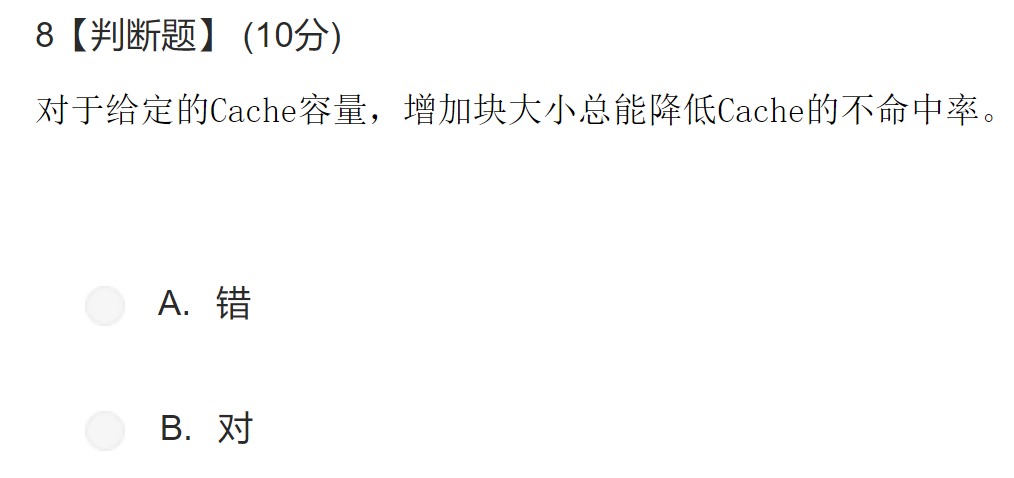 8【判断题】 (10分)
对于给定的Cache容量，增加块大小总能降低Cache的不命中率。
A. 错
B. 对